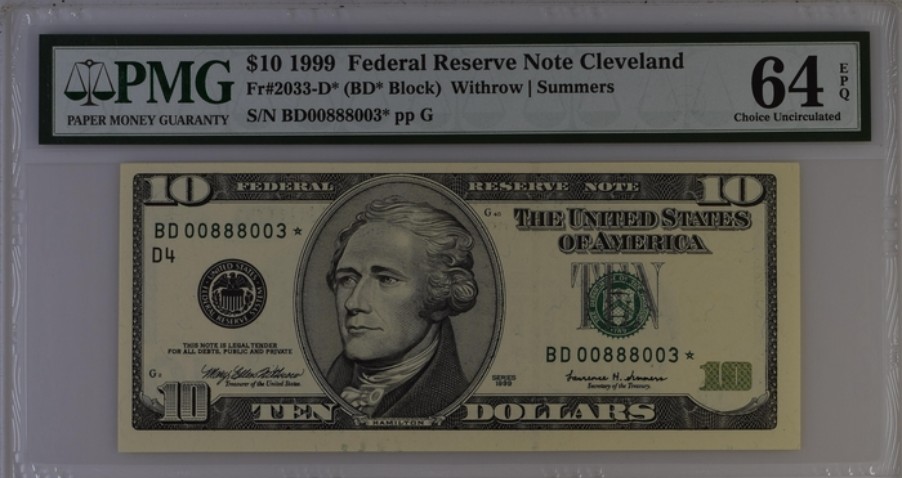 PMG
PAPER MONEY GUARANTY
$10 1999 Federal Reserve Note Cleveland
Fr#2033-D* (BD* Block) Withrow | Summers
S/N BD00888003* pp G
64 EPQ
Choice Uncirculated
10 FEDERAL RESERVE NOTE 10
THE UNITED STATES
OF AMERICA
BD 00888003 *
D4
TEN
THIS NOTE IS LEGAL TENDER
FOR ALL DEBTS, PUBLIC AND PRIVATE
BD 00888003 *
Treasurer of the United States.
SERIES
1999
Secretary of the Treasury.
10
10 TEN DOLLARS
HAMILTON